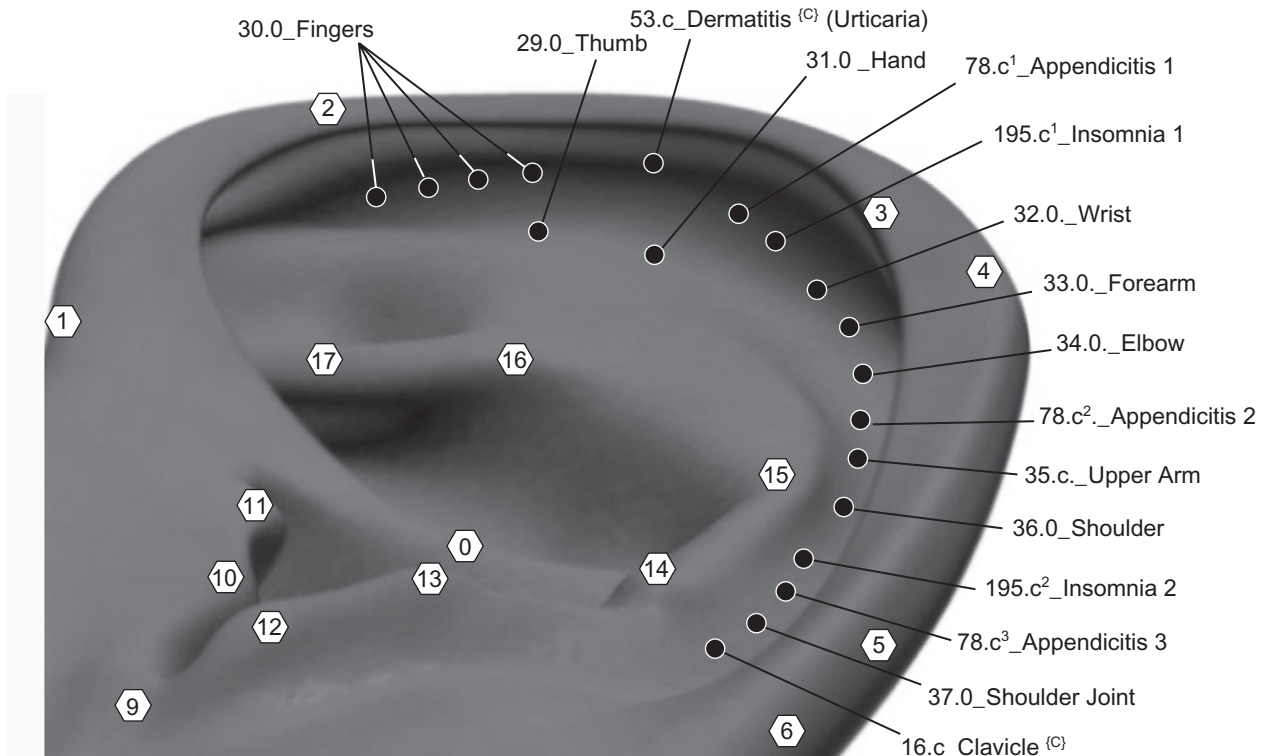 53.c_Dermatitis {C} (Urticaria)
30.0_Fingers
29.0_Thumb
31.0 _Hand
78.c1_Appendicitis 1
2
195.c1_Insomnia 1
3
32.0._Wrist
4
33.0._Forearm
1
34.0._Elbow
17
16
78.c2._Appendicitis 2
15
35.c._Upper Arm
11
36.0_Shoulder
0
10
13
14
195.c2_Insomnia 2
12
78.c3_Appendicitis 3
5
9
37.0_Shoulder Joint
6
16.c_Clavicle {C}